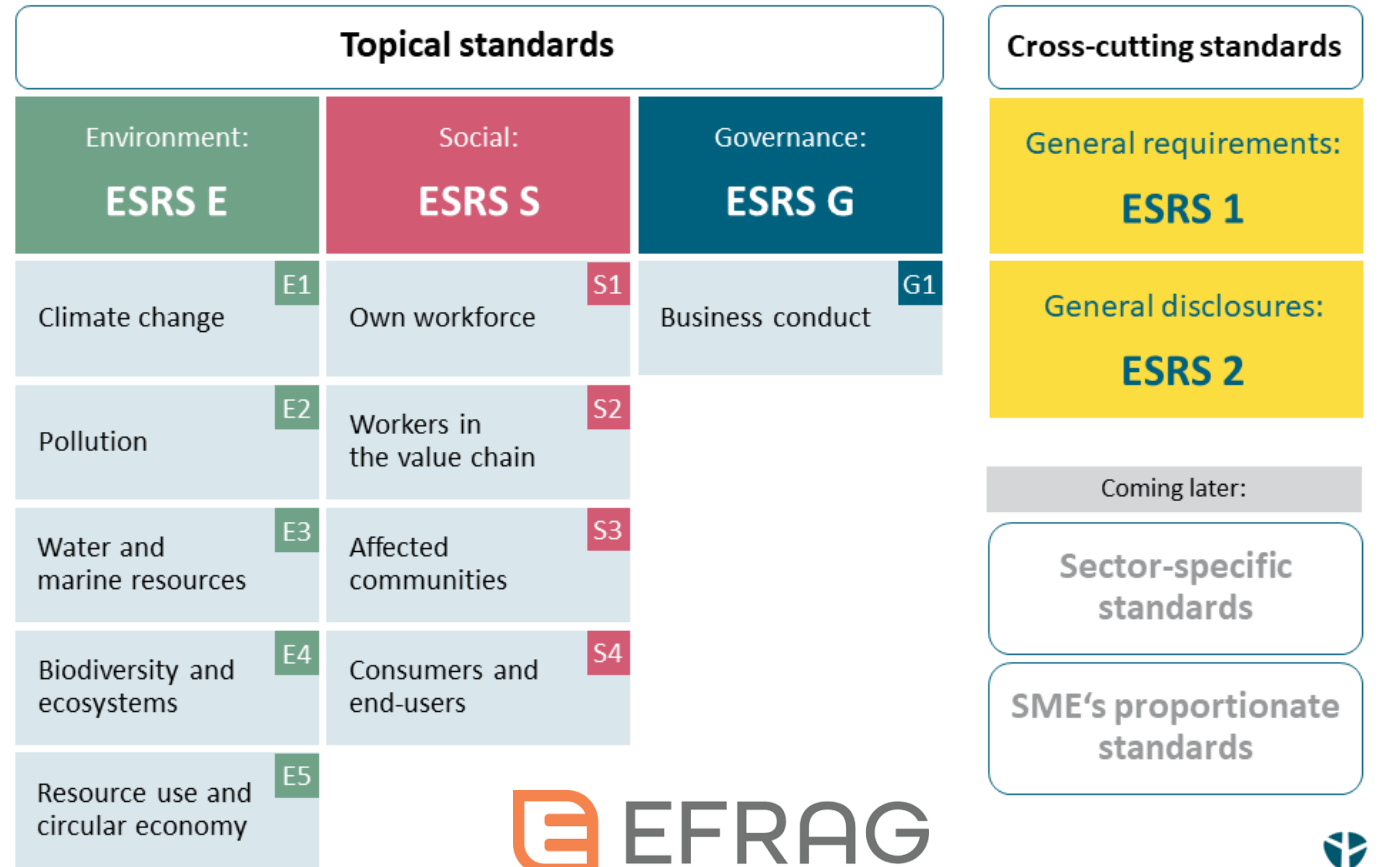 Topical standards
Environment:
ESRS E
E1
Climate change
E2
Pollution
E3
Water and
marine resources
E4
Biodiversity and
ecosystems
E5
Resource use and
circular economy
Social:
ESRS S
S1
Own workforce
S2
Workers in
the value chain
S3
Affected
communities
S4
Consumers and
end-users
Governance:
ESRS G
G1
Business conduct
Cross-cutting standards
General requirements:
ESRS 1
General disclosures:
ESRS 2
Coming later:
Sector-specific
standards
SME‘s proportionate
standards
EFRAG